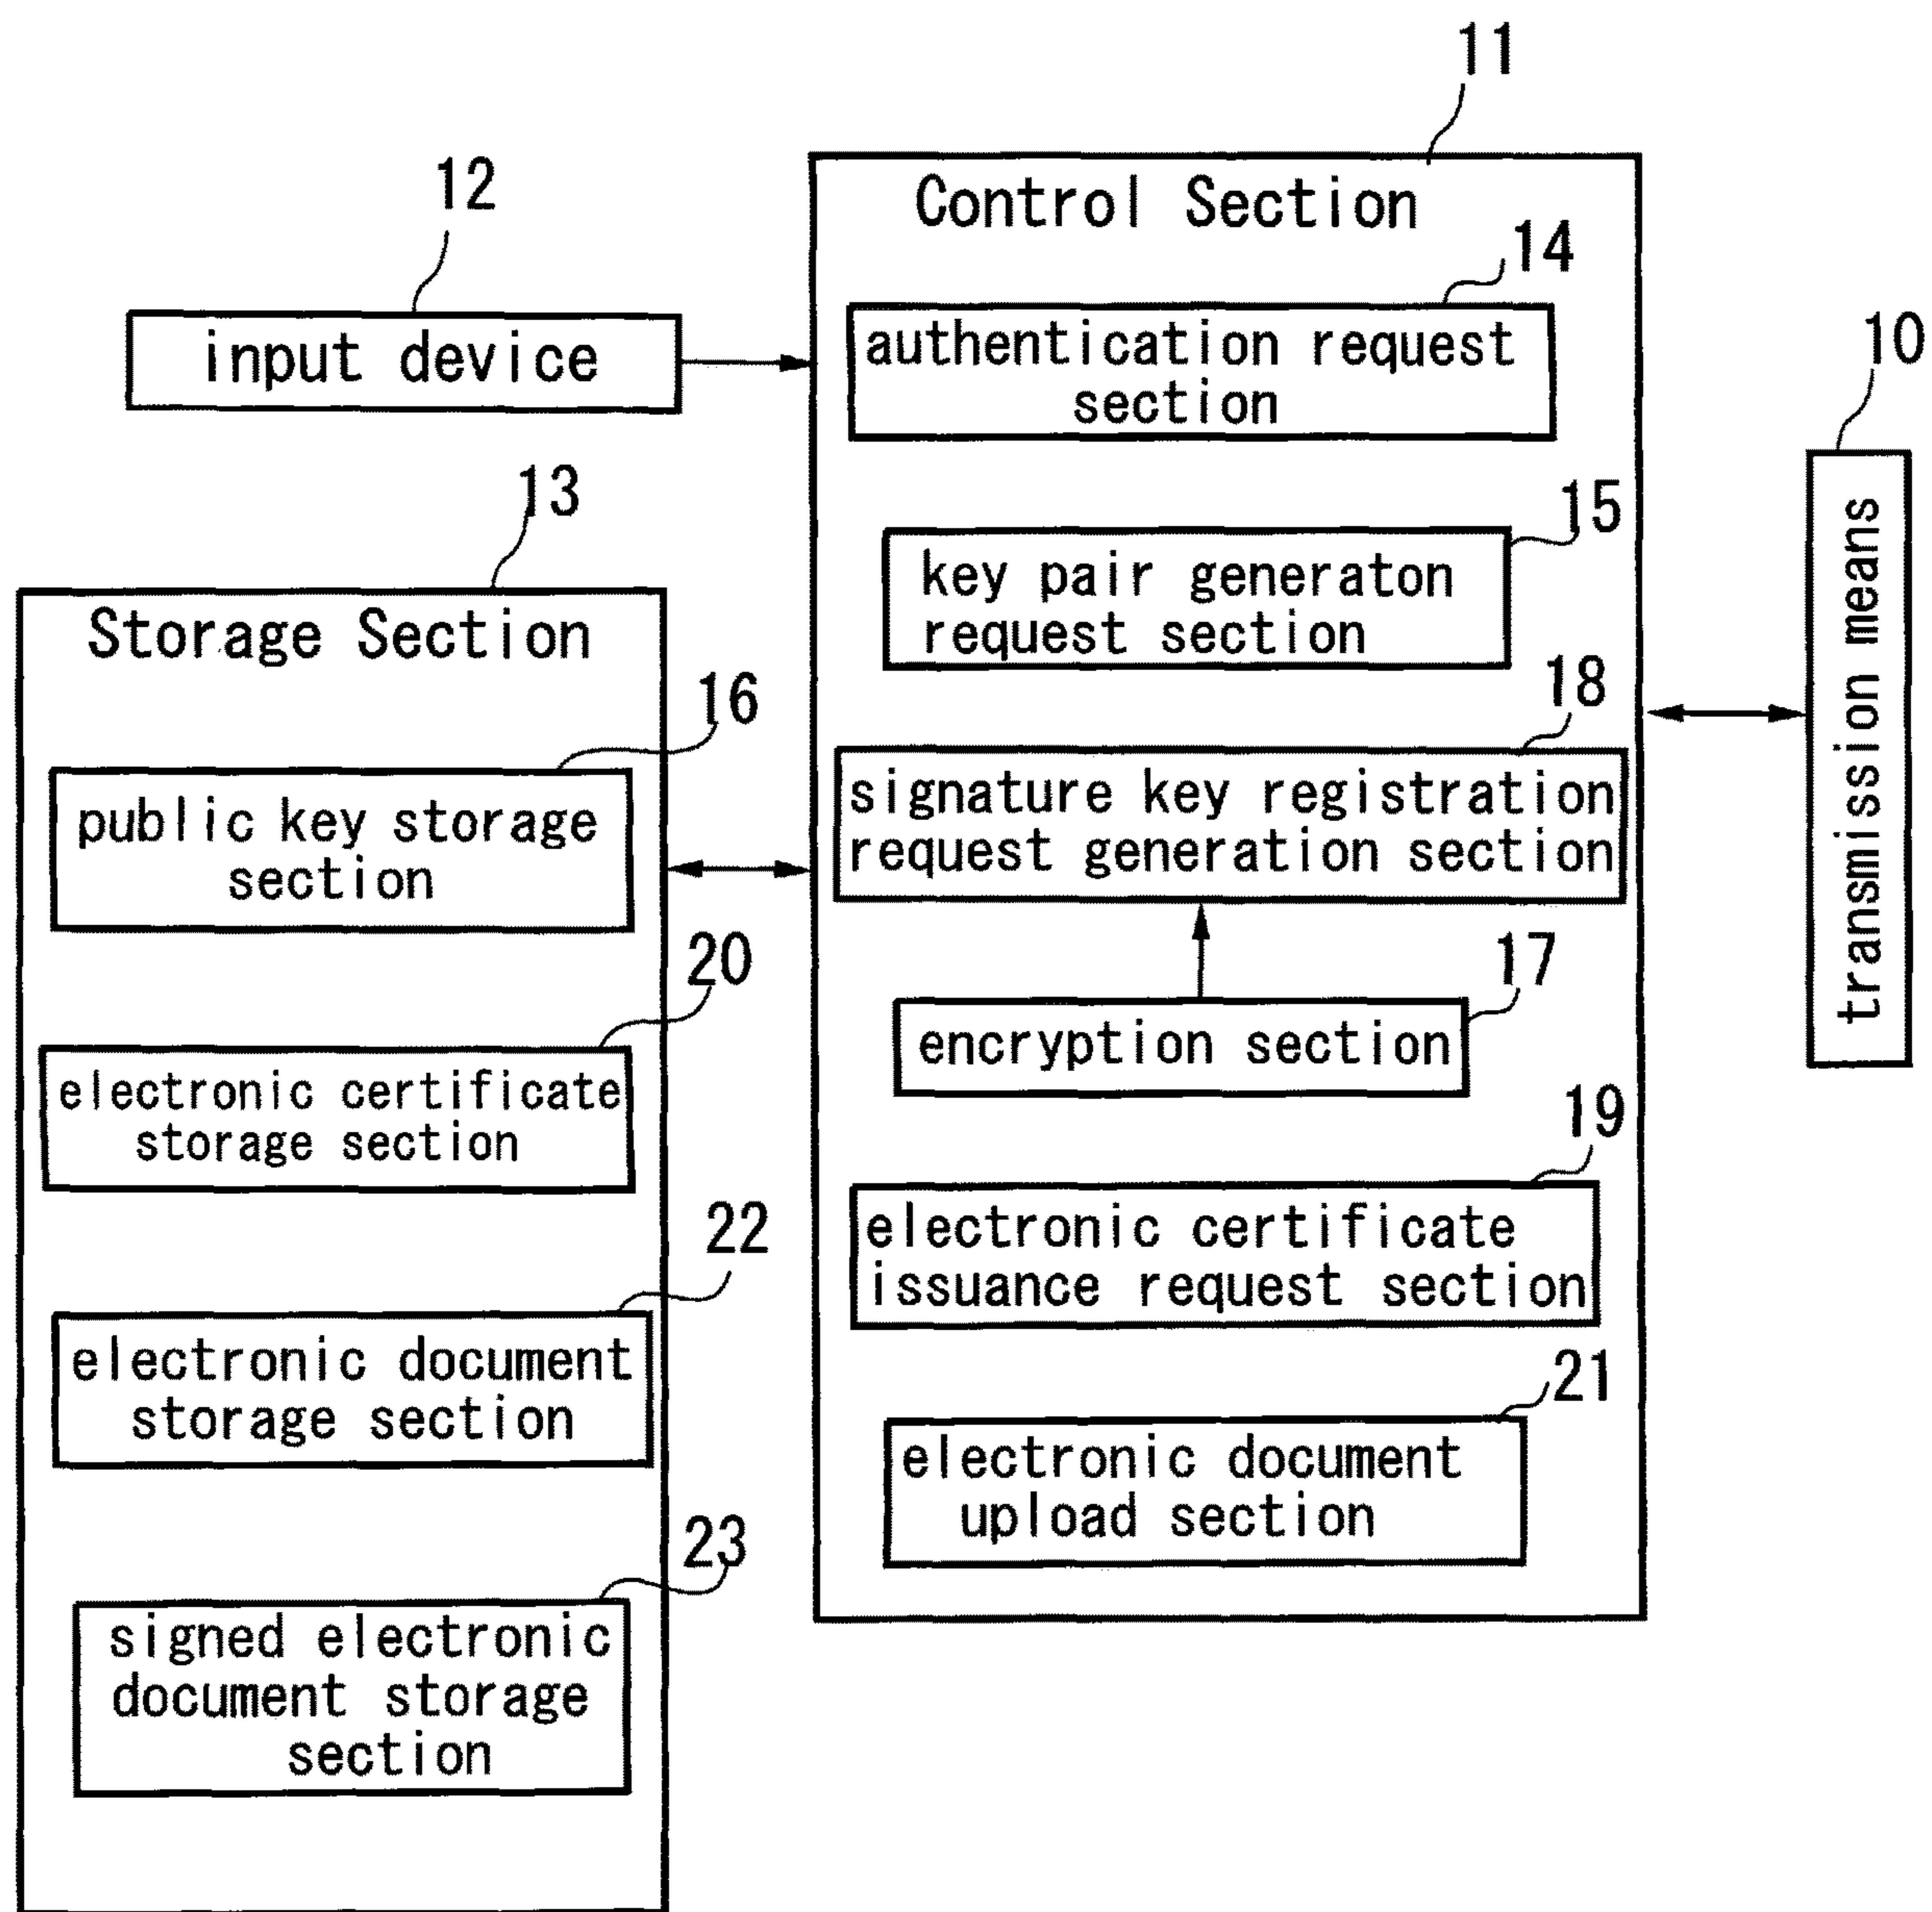 11
12
Control Section
14
input device
authentication request
section
10
transmission means
13
15
key pair generaton
request section
Storage Section
16
18
public key storage
section
signature key registration
request generation section
20
17
electronic certificate
storage section
encryption section
19
22
electronic certificate
issuance request section
electronic document
storage section
21
electronic document
upload section
23
signed electronic
document storage
section